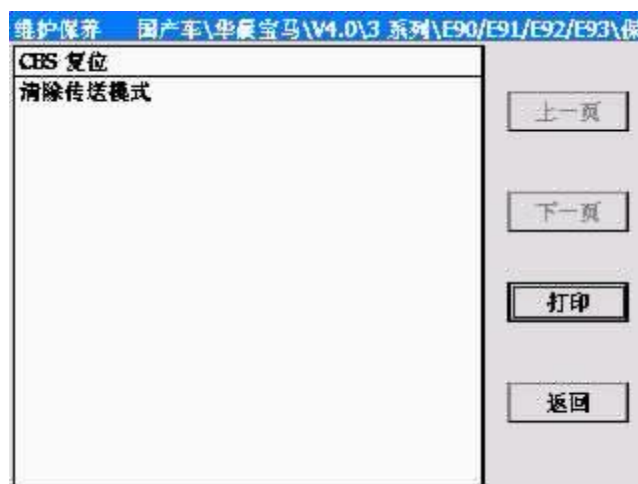 维护保养 国产车\华晨宝马\V4.0\3 系列\E90/E91/E92/E93\保
CBS 复位
清除传送模式
上一页
下一页
打印
返回